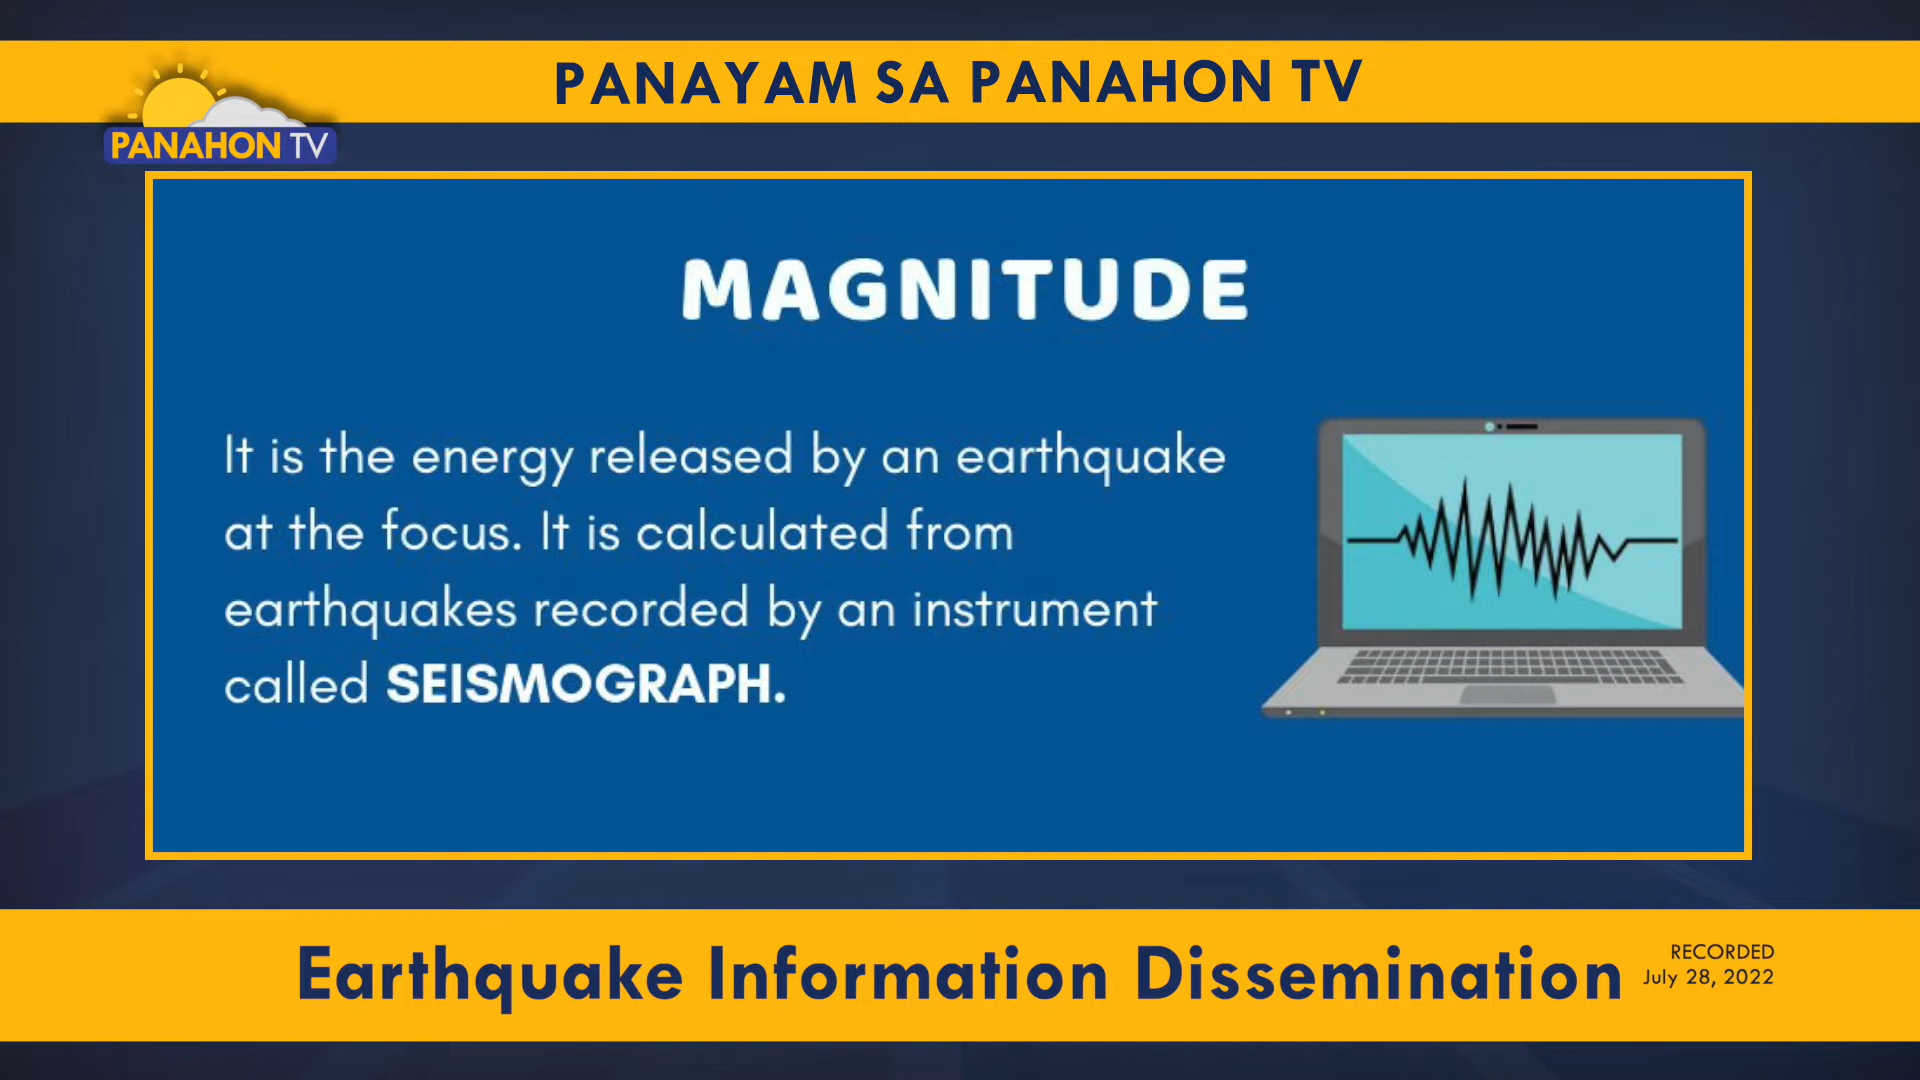 PANAYAM SA PANAHON TV
PANAHON TV
MAGNITUDE
It is the energy released by an earthquake
at the focus. It is calculated from
earthquakes recorded by an instrument
called SEISMOGRAPH.
Earthquake Information Dissemination
RECORDED
July 28, 2022